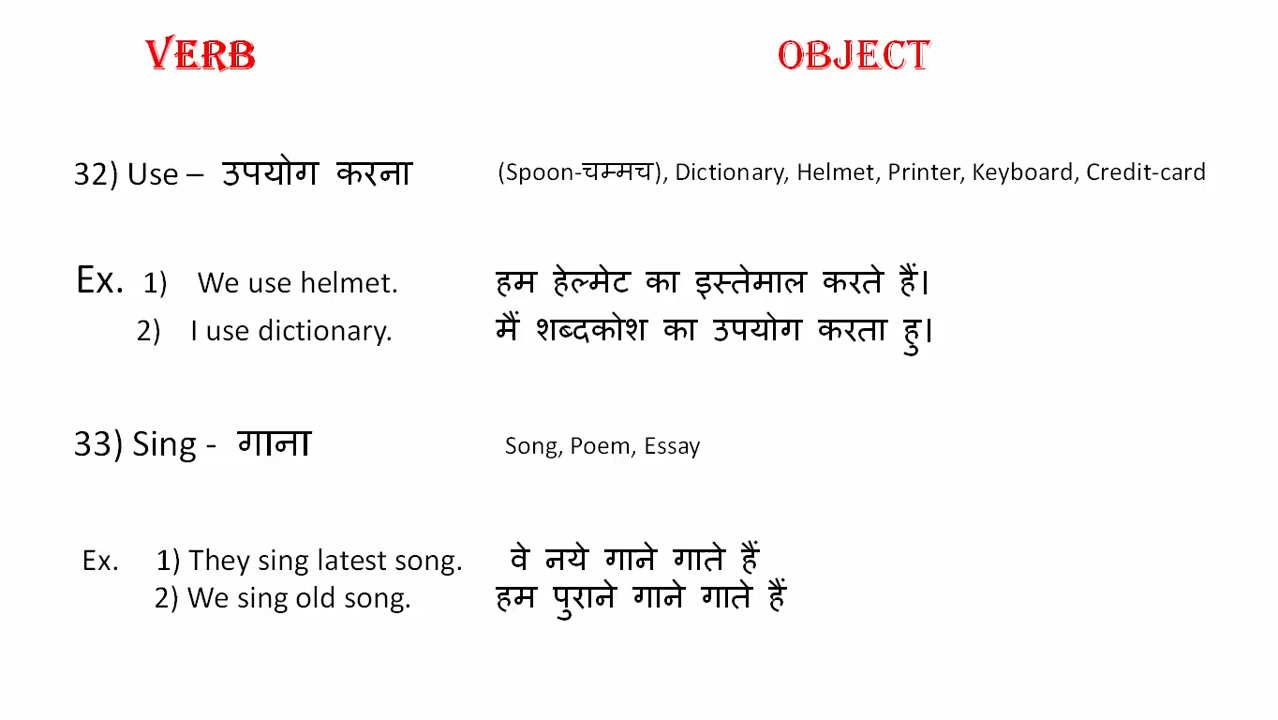 VERB OBJECT
32) Use – उपयोग करना (Spoon-चम्मच), Dictionary, Helmet, Printer, Keyboard, Credit-card
Ex. 1) We use helmet. हम हेल्मेट का इस्तेमाल करते हैं।
2) I use dictionary. मैं शब्दकोश का उपयोग करता हु।
33) Sing - गाना Song, Poem, Essay
Ex. 1) They sing latest song. वे नये गाने गाते हैं
2) We sing old song. हम पुराने गाने गाते हैं